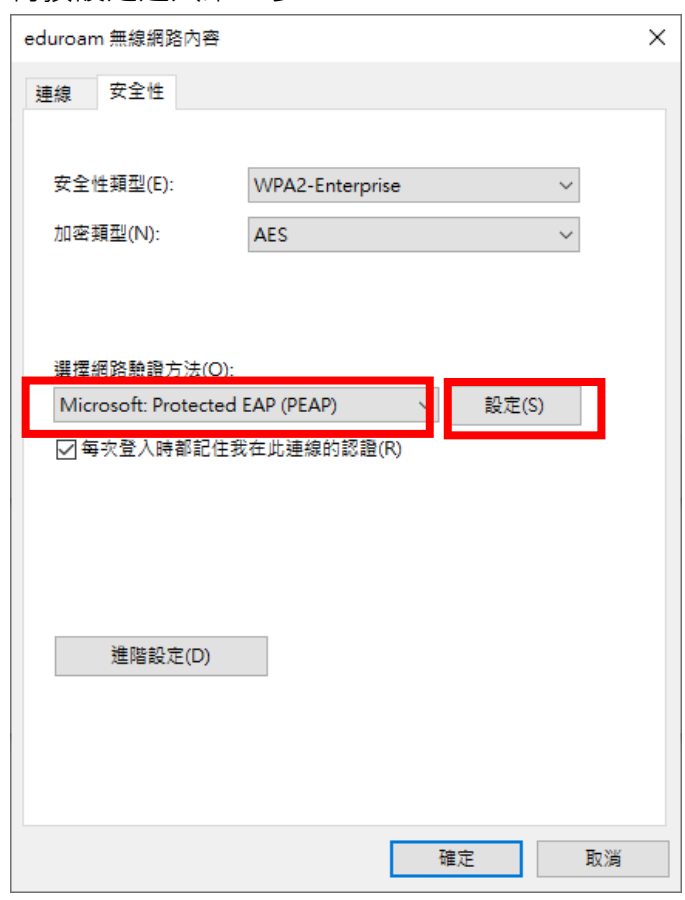 eduroam 無線網路內容
連線 安全性
安全性類型(E): WPA2-Enterprise
加密類型(N): AES
選擇網路驗證方法(O):
Microsoft: Protected EAP (PEAP) 設定(S)
每次登入時都記住我在此連線的認證(R)
進階設定(D)
確定 取消